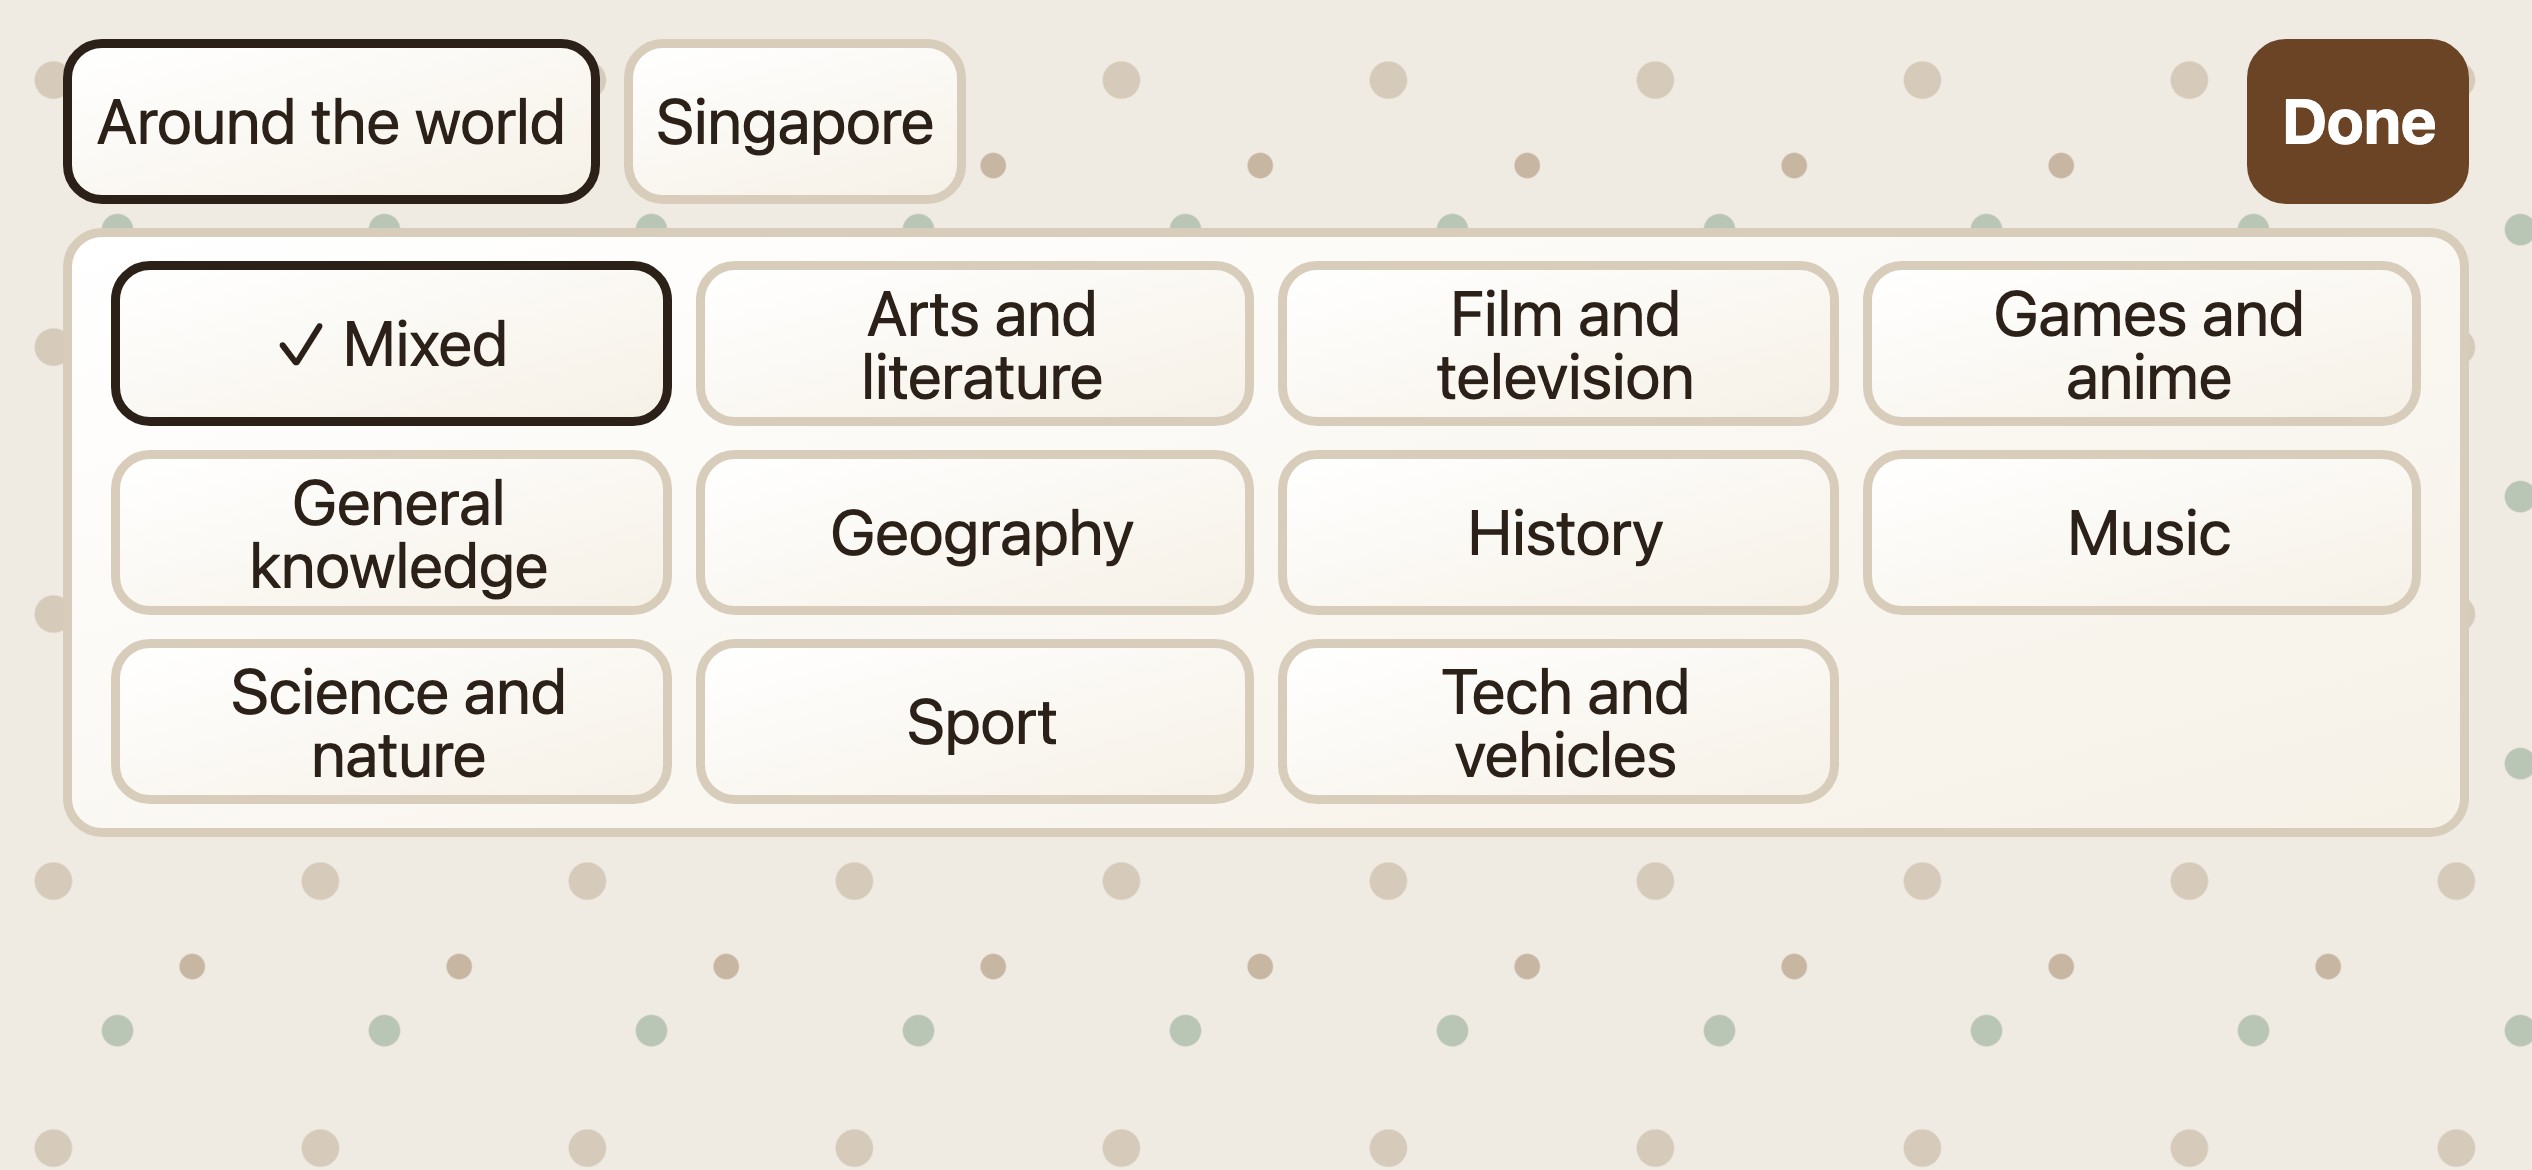 Around the world
Singapore
Done
✓ Mixed
Arts and
literature
Film and
television
Games and
anime
General
knowledge
Geography
History
Music
Science and
nature
Sport
Tech and
vehicles